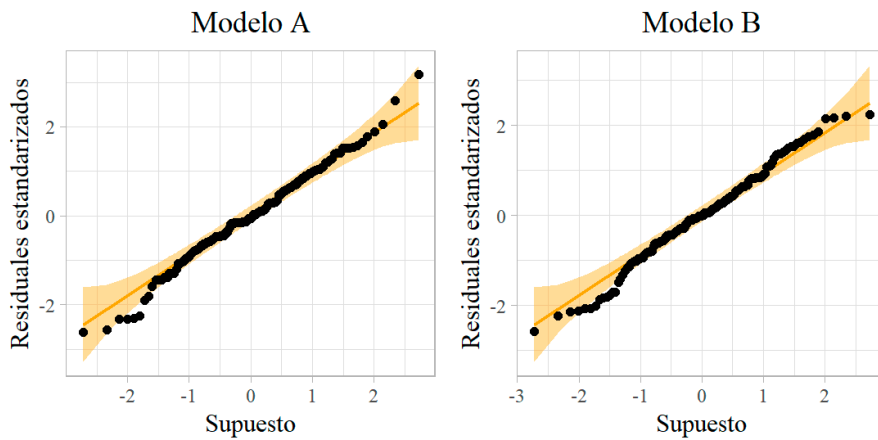 Modelo A
Residuales estandarizados
2
0
-2
-2
-1
0
1
2
Supuesto
Modelo B
Residuales estandarizados
2
0
-2
-3
-2
-1
0
1
2
Supuesto